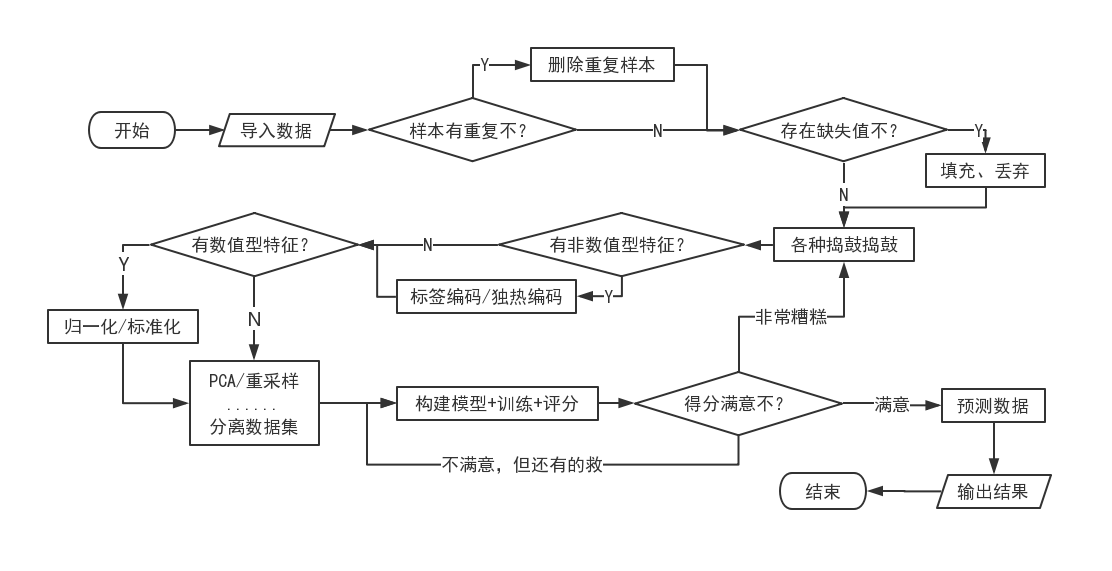 Y
删除重复样本
开始
导入数据
样本有重复不?
N
存在缺失值不?
Y
填充、丢弃
N
有数值型特征?
N
有非数值型特征?
各种捣鼓捣鼓
Y
标签编码/独热编码
Y
归一化/标准化
N
非常糟糕
PCA/重采样
......
分离数据集
构建模型+训练+评分
得分满意不?
满意
预测数据
不满意，但还有的救
结束
输出结果